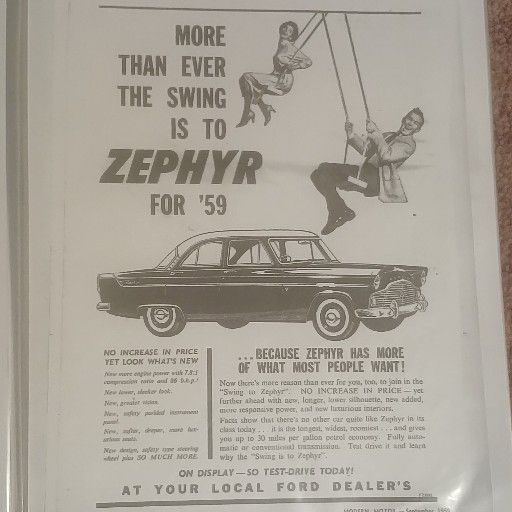 MORE
THAN EVER
THE SWING
IS TO
ZEPHYR
FOR '59
NO INCREASE IN PRICE
YET LOOK WHAT'S NEW
New more engine power with 7.8:1
compression ratio and 86 b.h.p.!
New lower, sleeker look.
New, greater vision.
New, safety padded instrument
panel.
New, softer, deeper, more lux-
urious seats.
New design, safety type steering
wheel plus SO MUCH MORE
...BECAUSE ZEPHYR HAS MORE
OF WHAT MOST PEOPLE WANT!
Now there's more reason than ever for you, too, to join in the
"Swing to Zephyr". NO INCREASE IN PRICE — yet
further ahead with new, longer, lower silhouette, new added,
more responsive power, and new luxurious interiors.
Facts show that there's no other car quite like Zephyr in its
class today . . . it is the longest, widest, roomiest . . . and gives
you up to 30 miles per gallon petrol economy. Fully auto-
matic or conventional transmission. Test drive it and learn
why the "Swing is to Zephyr".
ON DISPLAY—SO TEST-DRIVE TODAY!
AT YOUR LOCAL FORD DEALER'S
MODERN MOTOR — September 1959